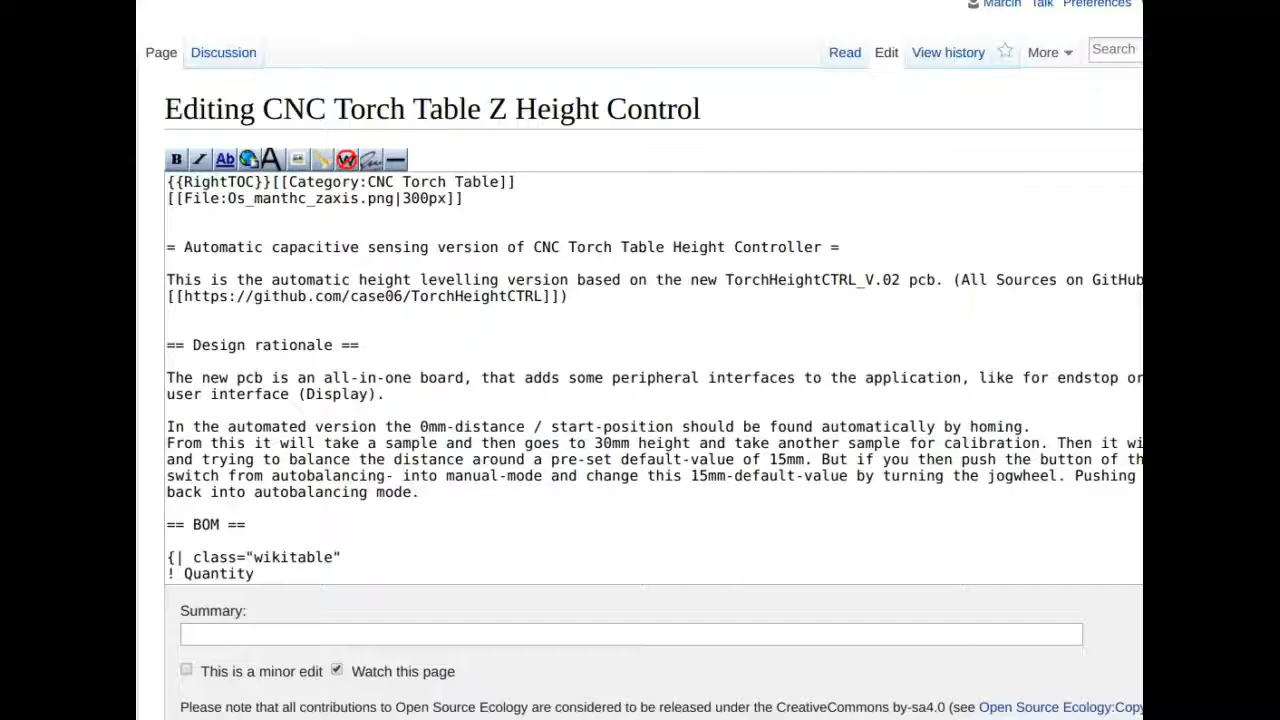 Marcin Talk Preferences
Page Discussion Read Edit View history More Search
Editing CNC Torch Table Z Height Control
B I Ab A W
{{RightTOC}}[[Category:CNC Torch Table]]
[[File:Os_manthc_zaxis.png|300px]]
= Automatic capacitive sensing version of CNC Torch Table Height Controller =
This is the automatic height levelling version based on the new TorchHeightCTRL_V.02 pcb. (All Sources on GitHub
[[https://github.com/case06/TorchHeightCTRL]])
== Design rationale ==
The new pcb is an all-in-one board, that adds some peripheral interfaces to the application, like for endstop or
user interface (Display).
In the automated version the 0mm-distance / start-position should be found automatically by homing.
From this it will take a sample and then goes to 30mm height and take another sample for calibration. Then it wi
and trying to balance the distance around a pre-set default-value of 15mm. But if you then push the button of th
switch from autobalancing- into manual-mode and change this 15mm-default-value by turning the jogwheel. Pushing
back into autobalancing mode.
== BOM ==
{| class="wikitable"
! Quantity
Summary:
This is a minor edit Watch this page
Please note that all contributions to Open Source Ecology are considered to be released under the CreativeCommons by-sa4.0 (see Open Source Ecology:Copy